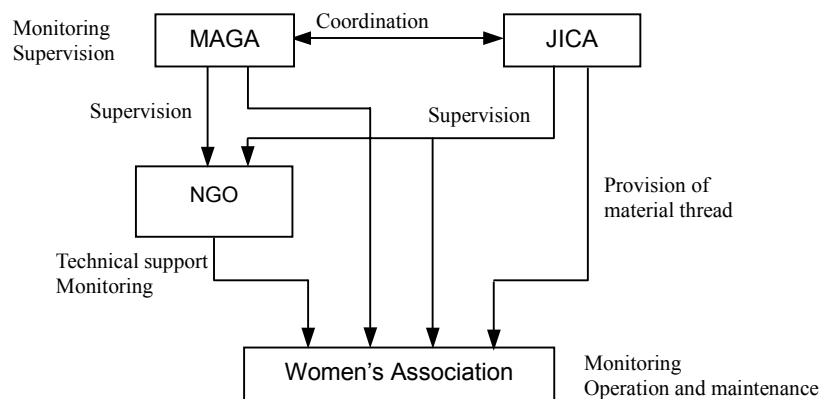 Monitoring
Supervision
MAGA
Coordination
JICA
Supervision
Supervision
NGO
Provision of
material thread
Technical support
Monitoring
Women's Association
Monitoring
Operation and maintenance